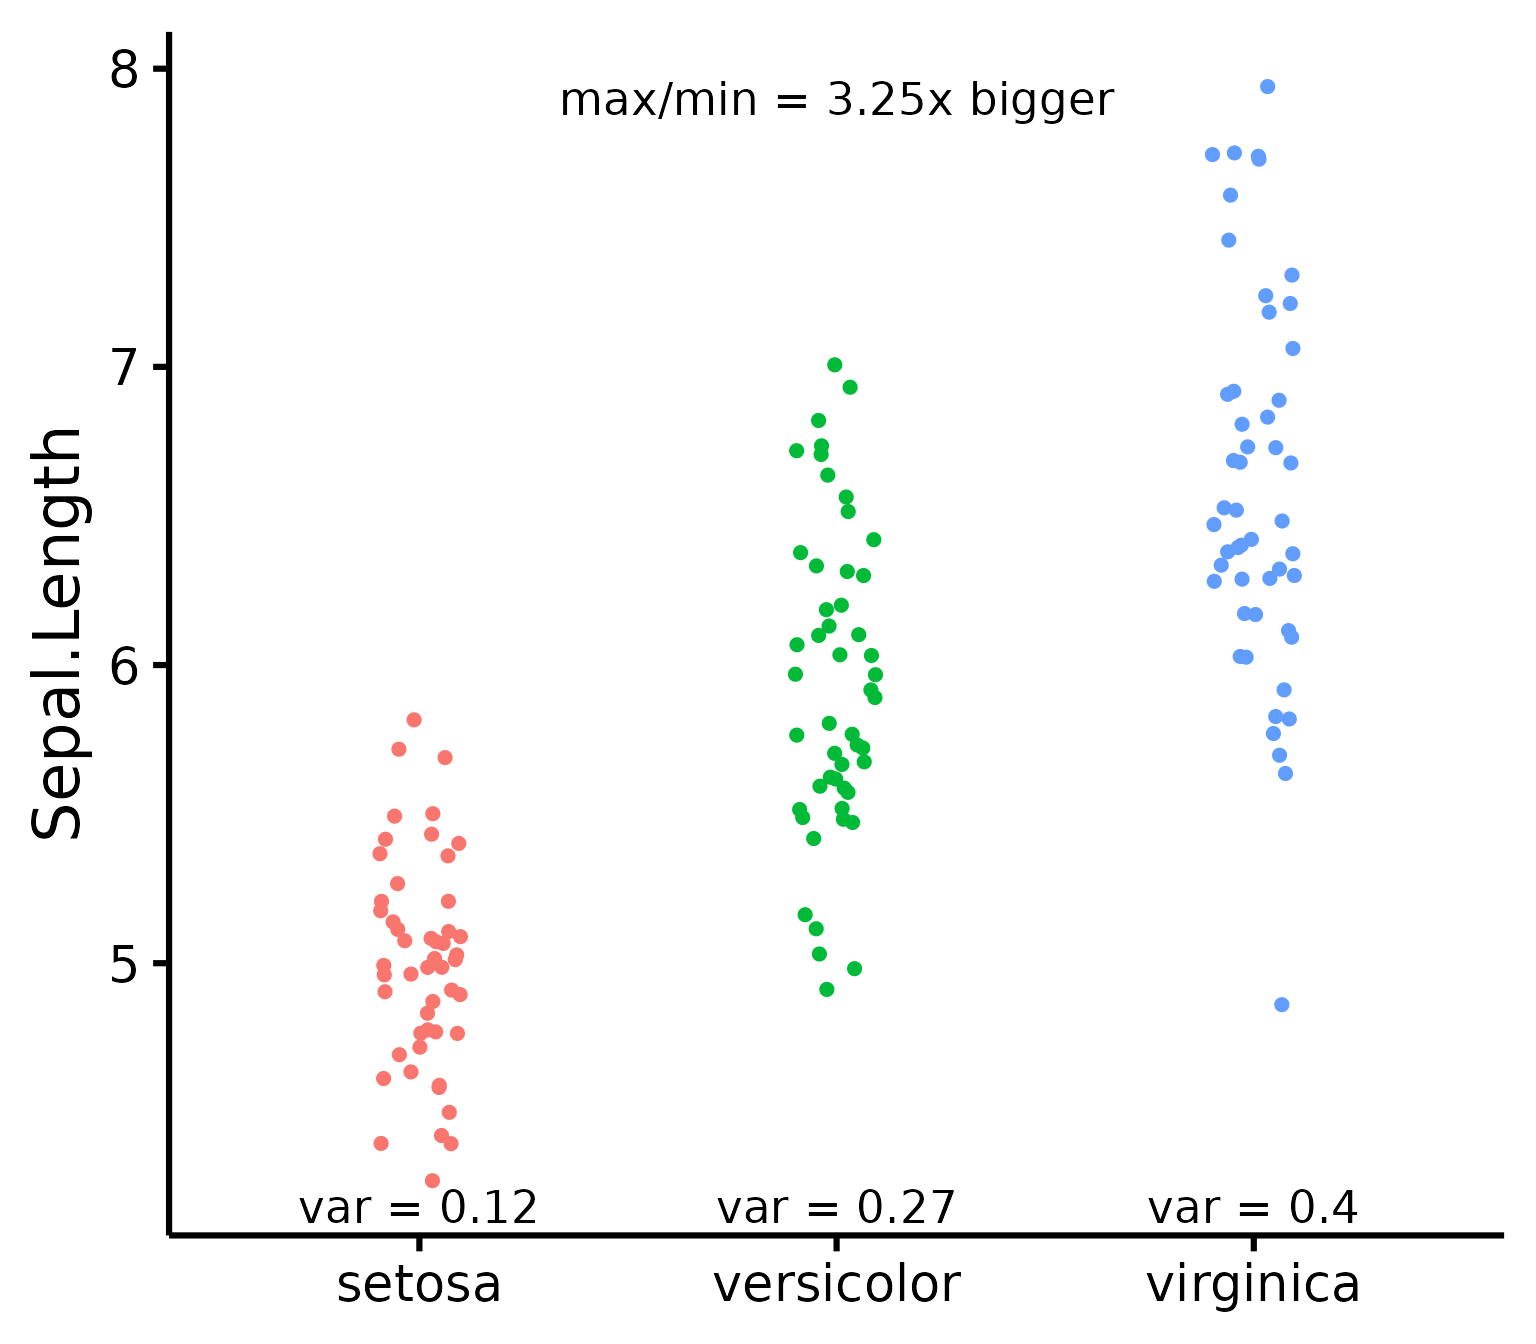 max/min = 3.25x bigger
8
7
6
5
Sepal.Length
var = 0.12
var = 0.27
var = 0.4
setosa
versicolor
virginica